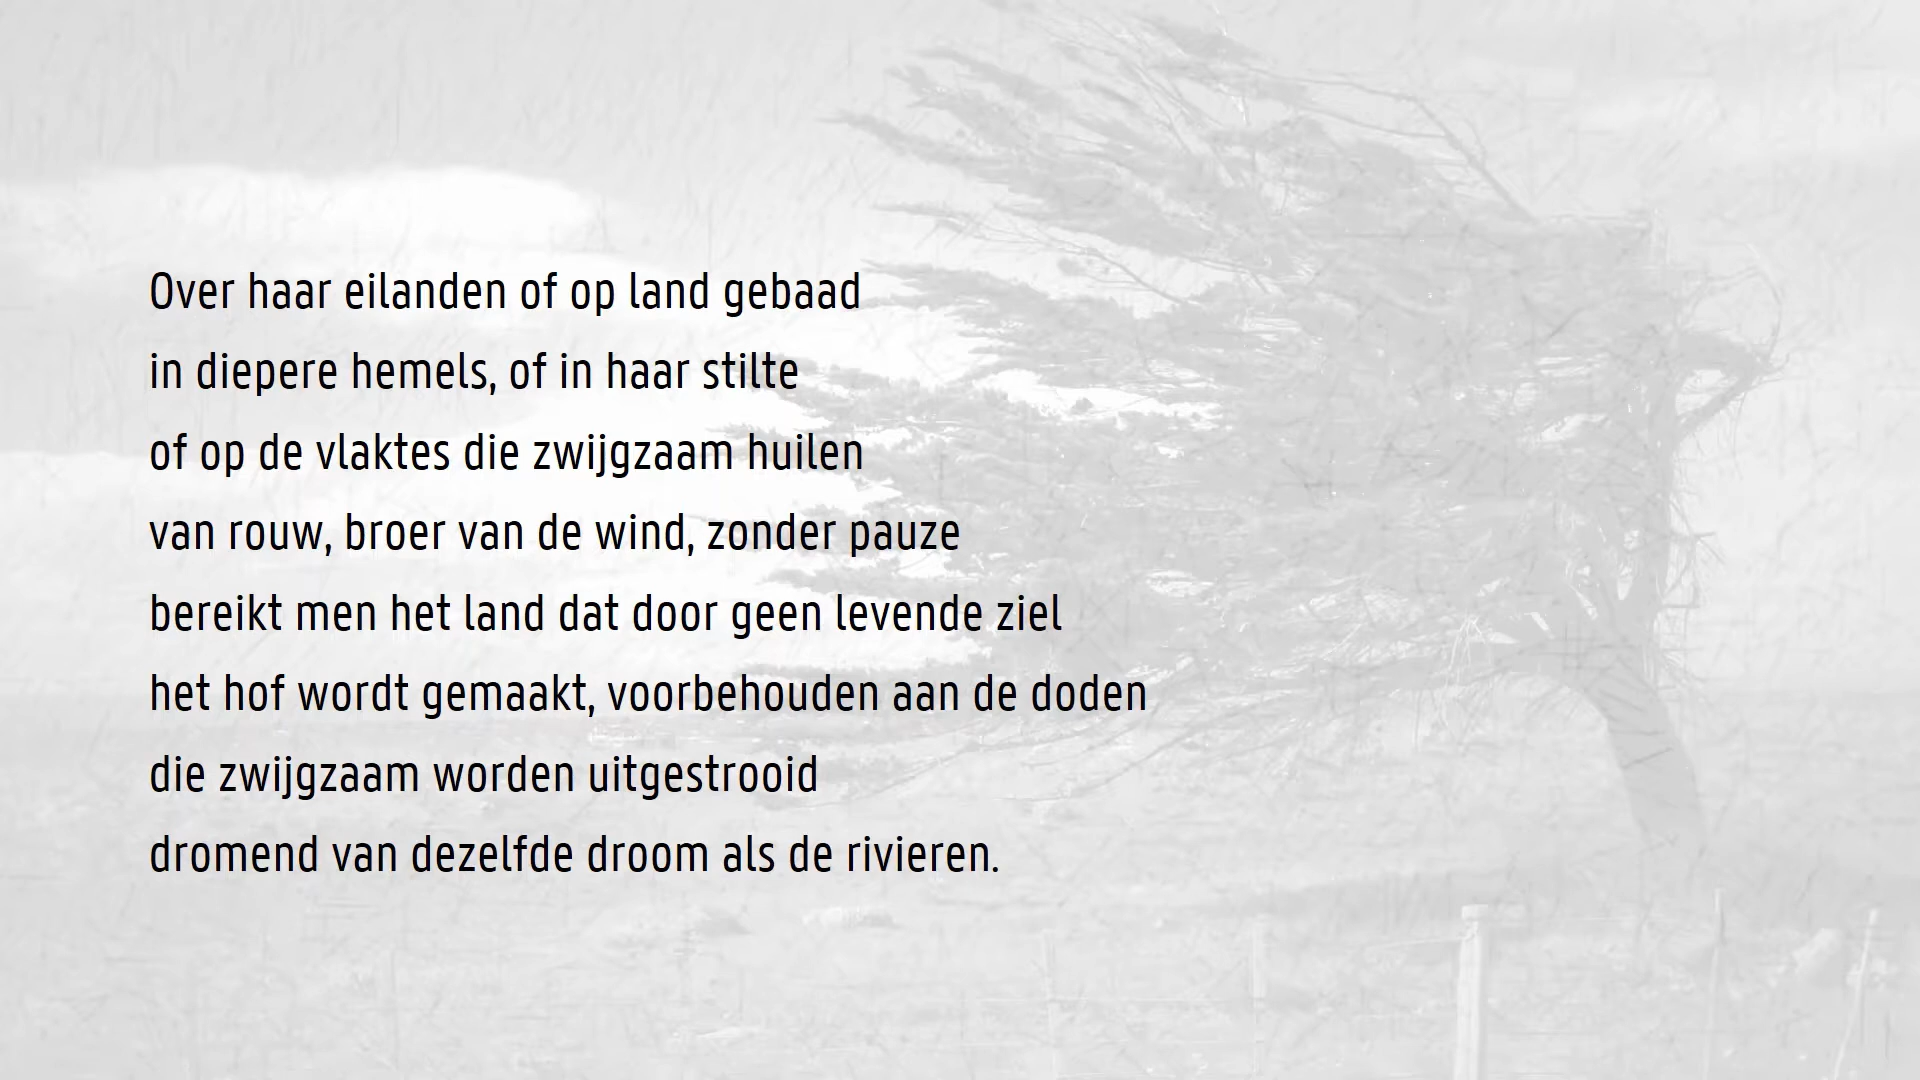 Over haar eilanden of op land gebaad
in diepere hemels, of in haar stilte
of op de vlaktes die zwijgzaam huilen
van rouw, broer van de wind, zonder pauze
bereikt men het land dat door geen levende ziel
het hof wordt gemaakt, voorbehouden aan de doden
die zwijgzaam worden uitgestrooid
dromend van dezelfde droom als de rivieren.